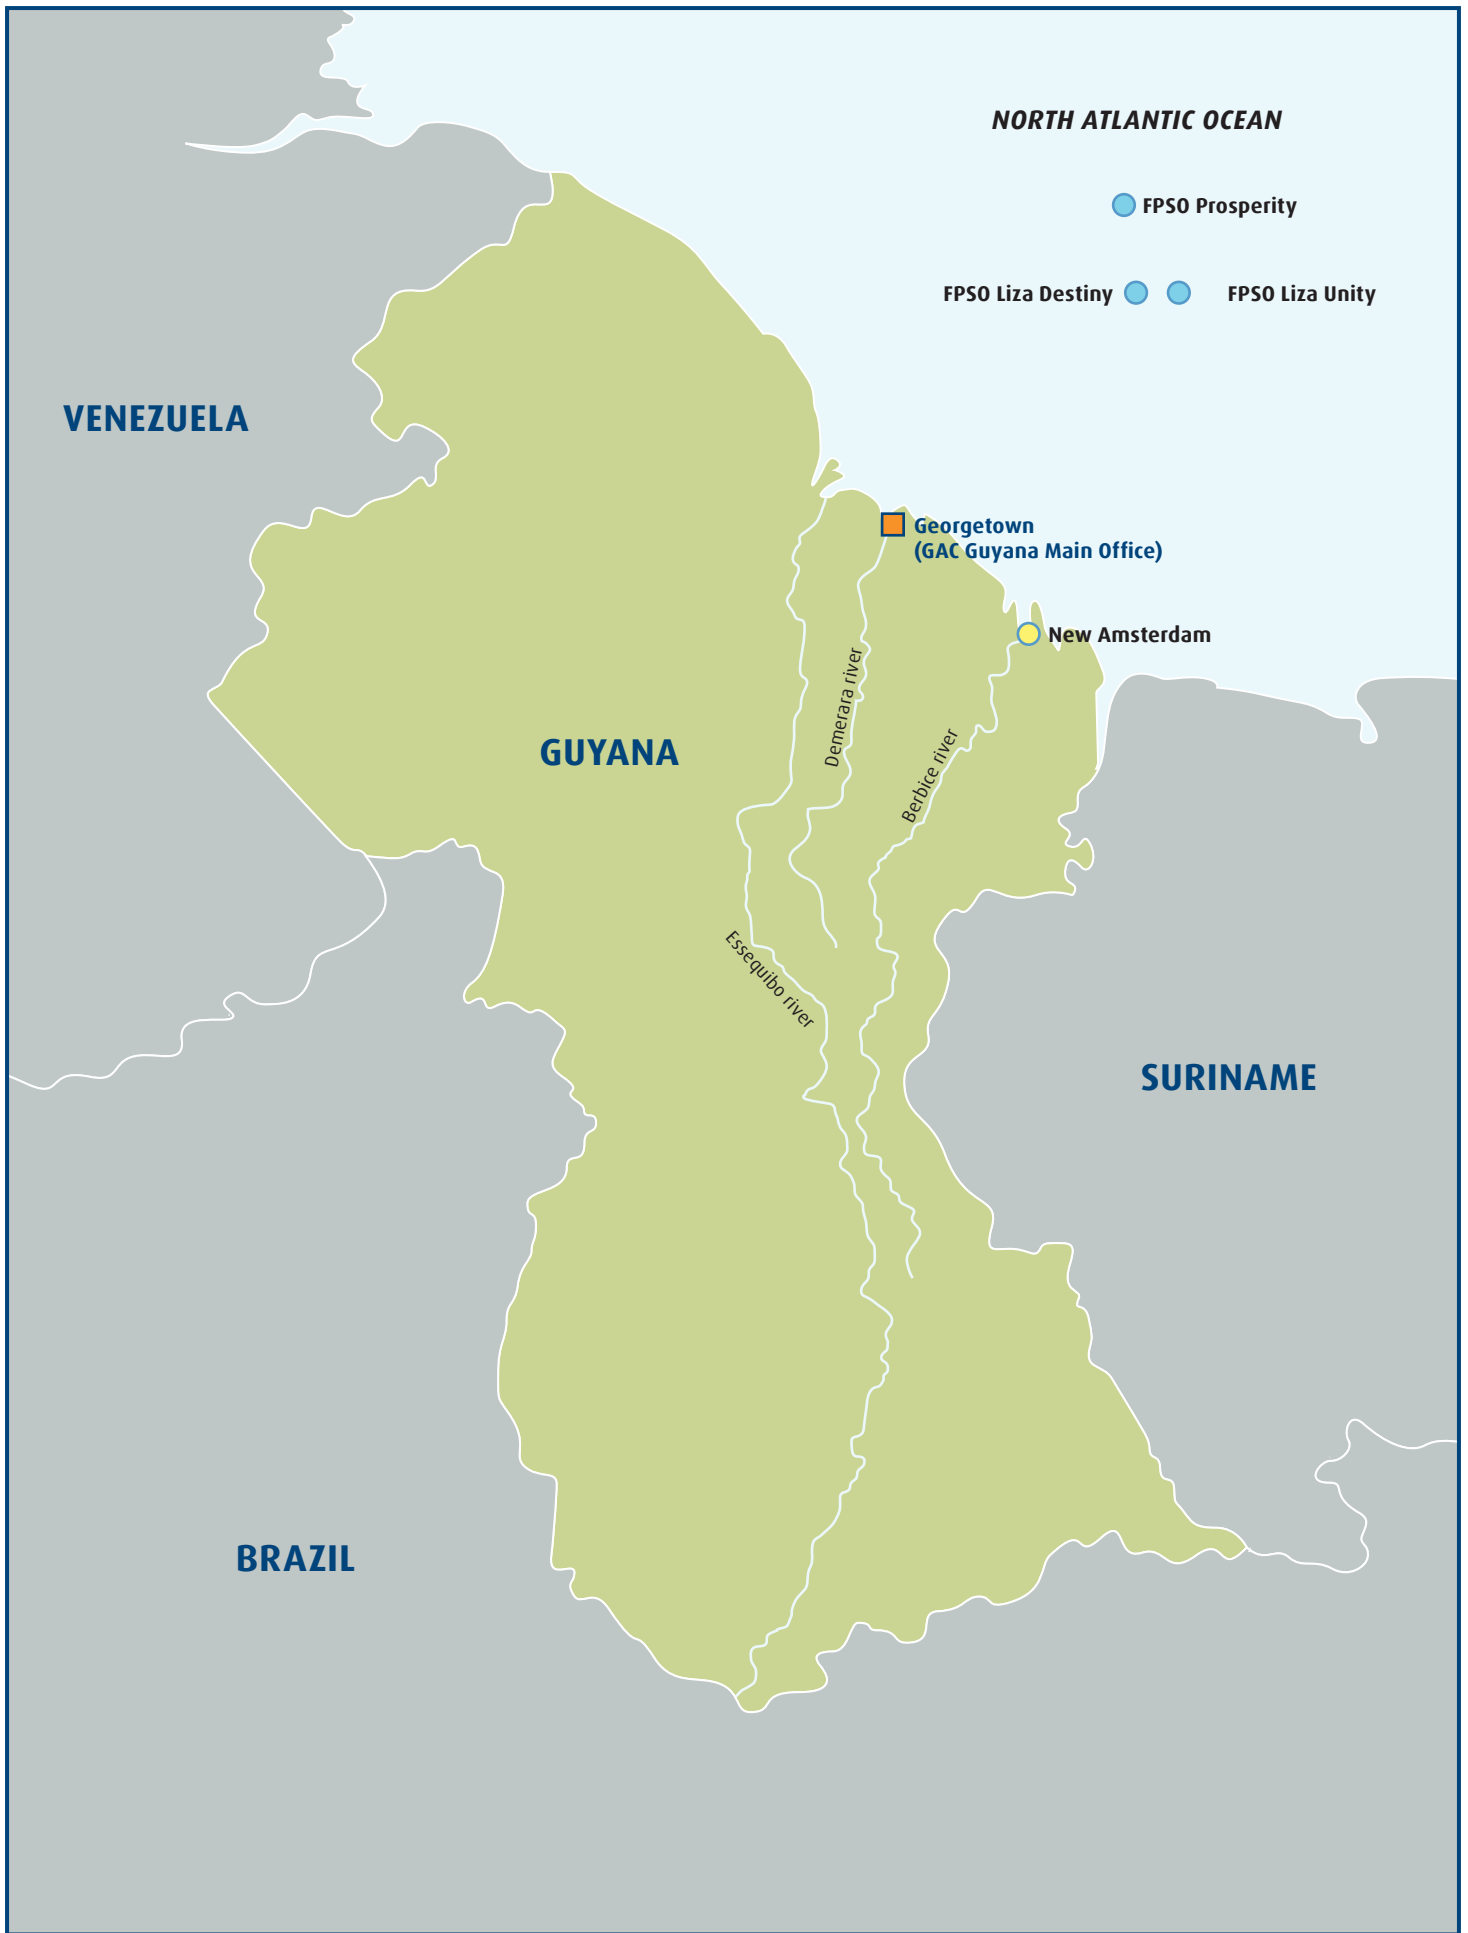 NORTH ATLANTIC OCEAN
FPSO Prosperity
FPSO Liza Destiny
FPSO Liza Unity
VENEZUELA
Georgetown
(GAC Guyana Main Office)
New Amsterdam
Demerara river
GUYANA
Berbice river
Essequibo river
SURINAME
BRAZIL